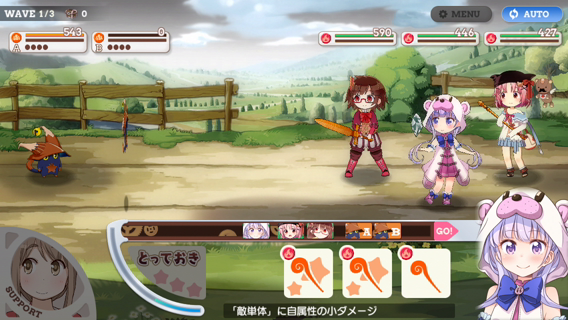 WAVE 1/3
0
MENU
AUTO
543
0
590
446
427
A
B
A
B
GO!
SUPPORT
とっておき
「敵単体」に自属性の小ダメージ